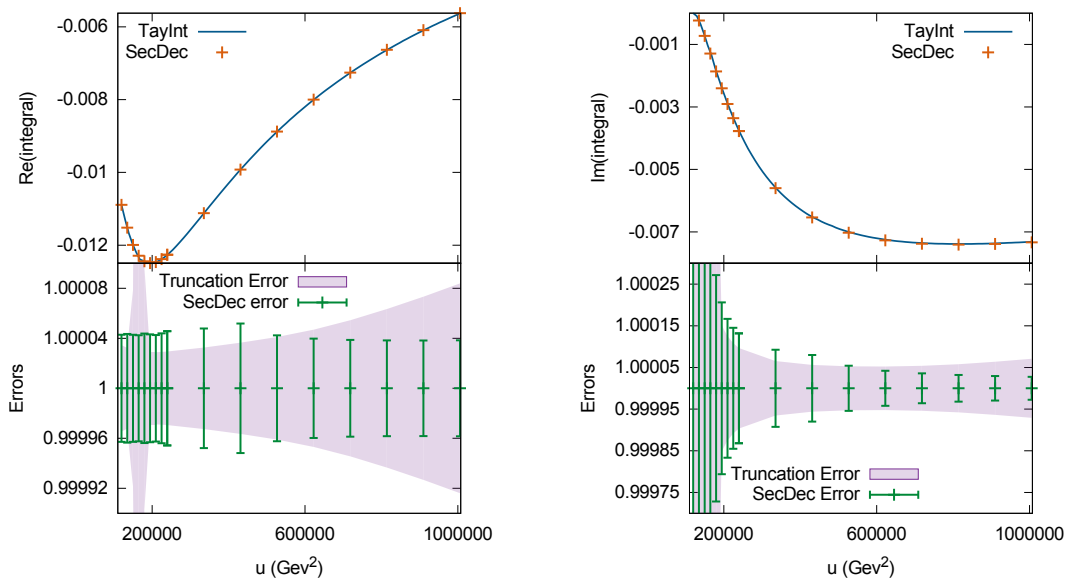 -0.006
-0.008
-0.01
-0.012
Re(integral)
TayInt
SecDec
1.00008
1.00004
1
0.99996
0.99992
Errors
Truncation Error
SecDec error
200000
600000
1000000
u (Gev²)
-0.001
-0.003
-0.005
-0.007
Im(integral)
TayInt
SecDec
1.00025
1.00015
1.00005
0.99995
0.99985
0.99975
Errors
Truncation Error
SecDec Error
200000
600000
1000000
u (Gev²)